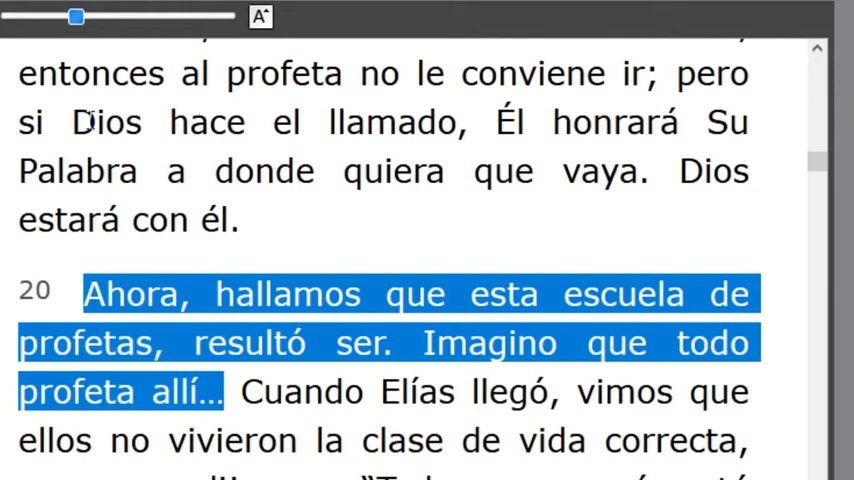 A
entonces al profeta no le conviene ir; pero
si Dios hace el llamado, Él honrará Su
Palabra a donde quiera que vaya. Dios
estará con él.
20 Ahora, hallamos que esta escuela de
profetas, resultó ser. Imagino que todo
profeta allí... Cuando Elías llegó, vimos que
ellos no vivieron la clase de vida correcta,